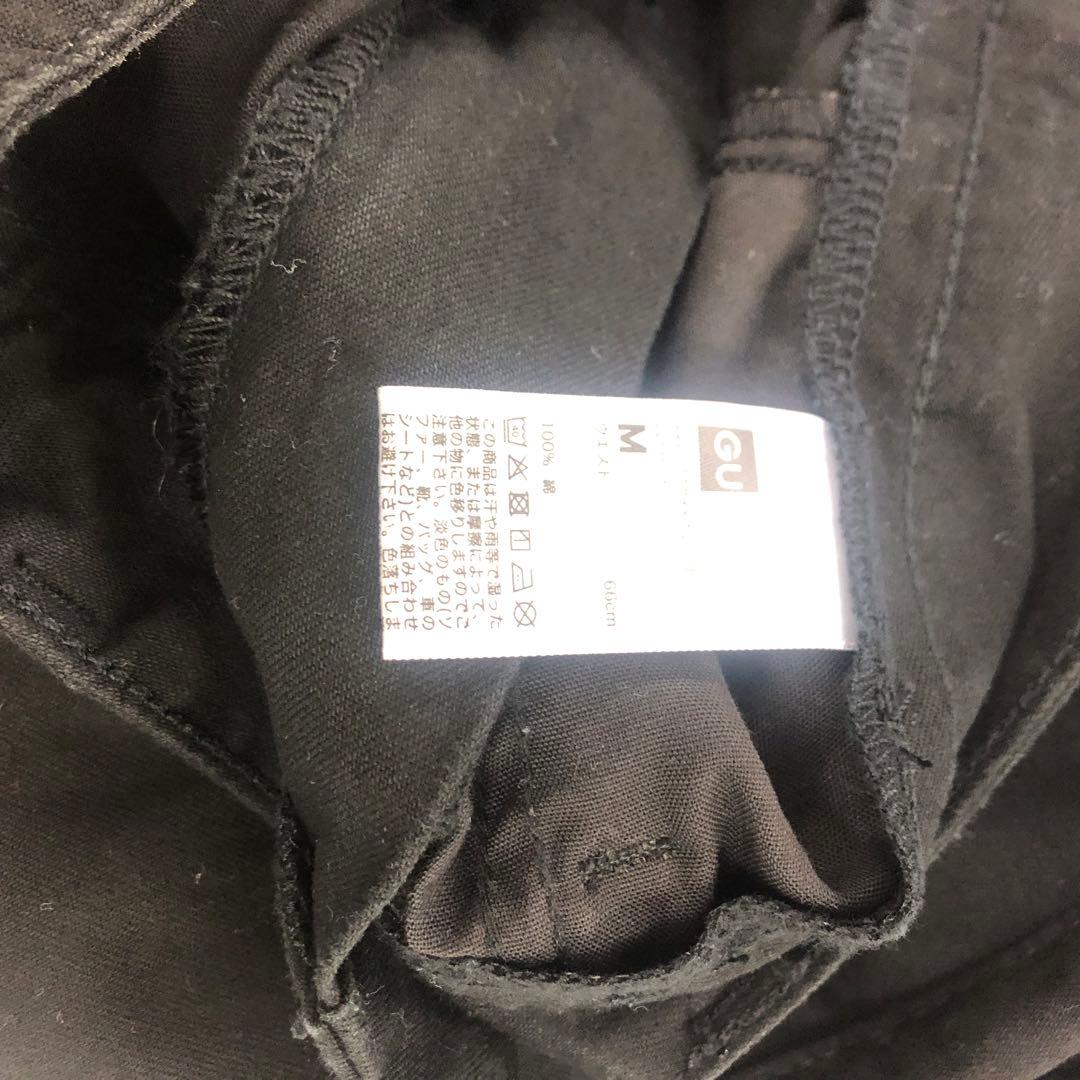 GU
M
ウエスト 66cm
100% 綿
この商品は汗や雨等で湿った
状態、または摩擦によって、
他の物に色移りしますのでご
注意下さい。淡色のもの(ソ
ファー、靴、バッグ、車の
シートなど)との組み合わせ
はお避け下さい。色落ちしま